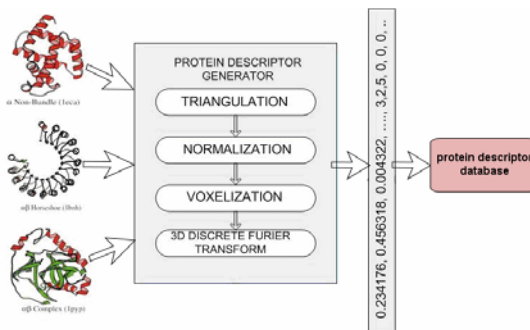 α Non-Bundle (1eca)
αβ Horseshoe (1bnh)
αβ Complex (1pyp)
PROTEIN DESCRIPTOR
GENERATOR
TRIANGULATION
NORMALIZATION
VOXELIZATION
3D DISCRETE FURIER
TRANSFORM
0.234176, 0.456318, 0.004322, ...., 3,2,5, 0, 0, 0, ..
protein descriptor
database